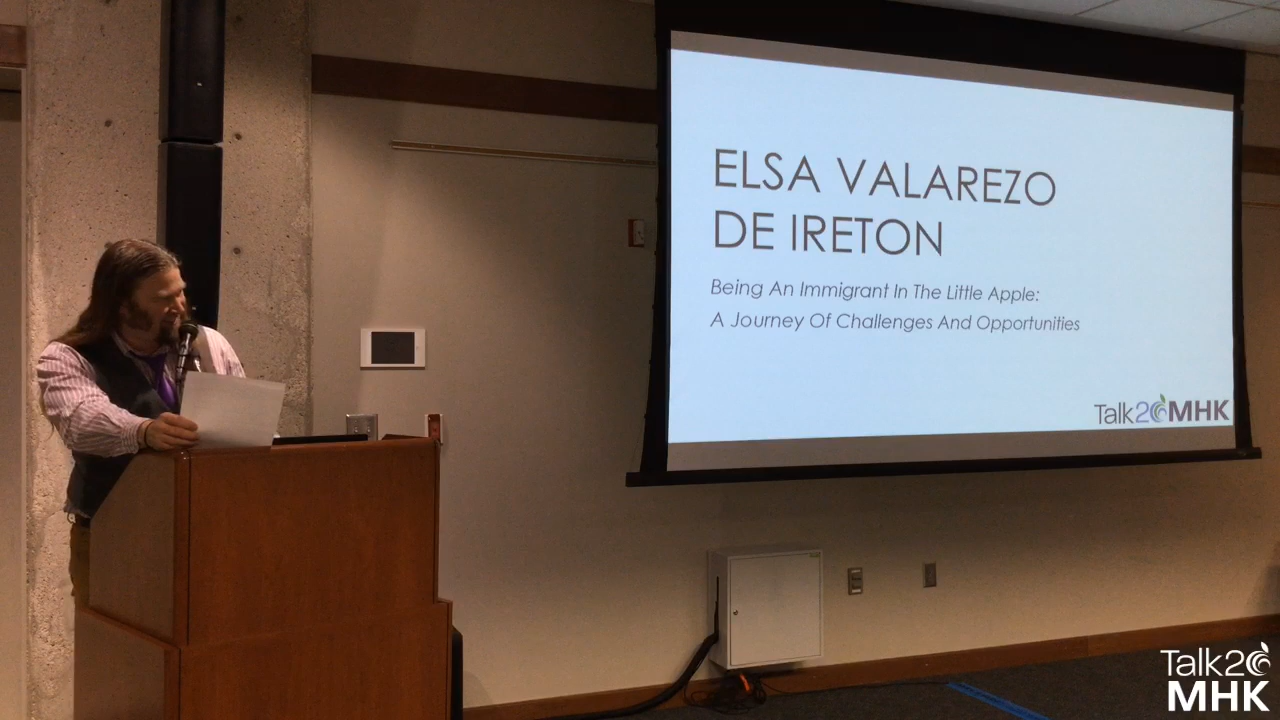 ELSA VALAREZO
DE IRETON
Being An Immigrant In The Little Apple:
A Journey Of Challenges And Opportunities
Talk20MHK
Talk20
MHK